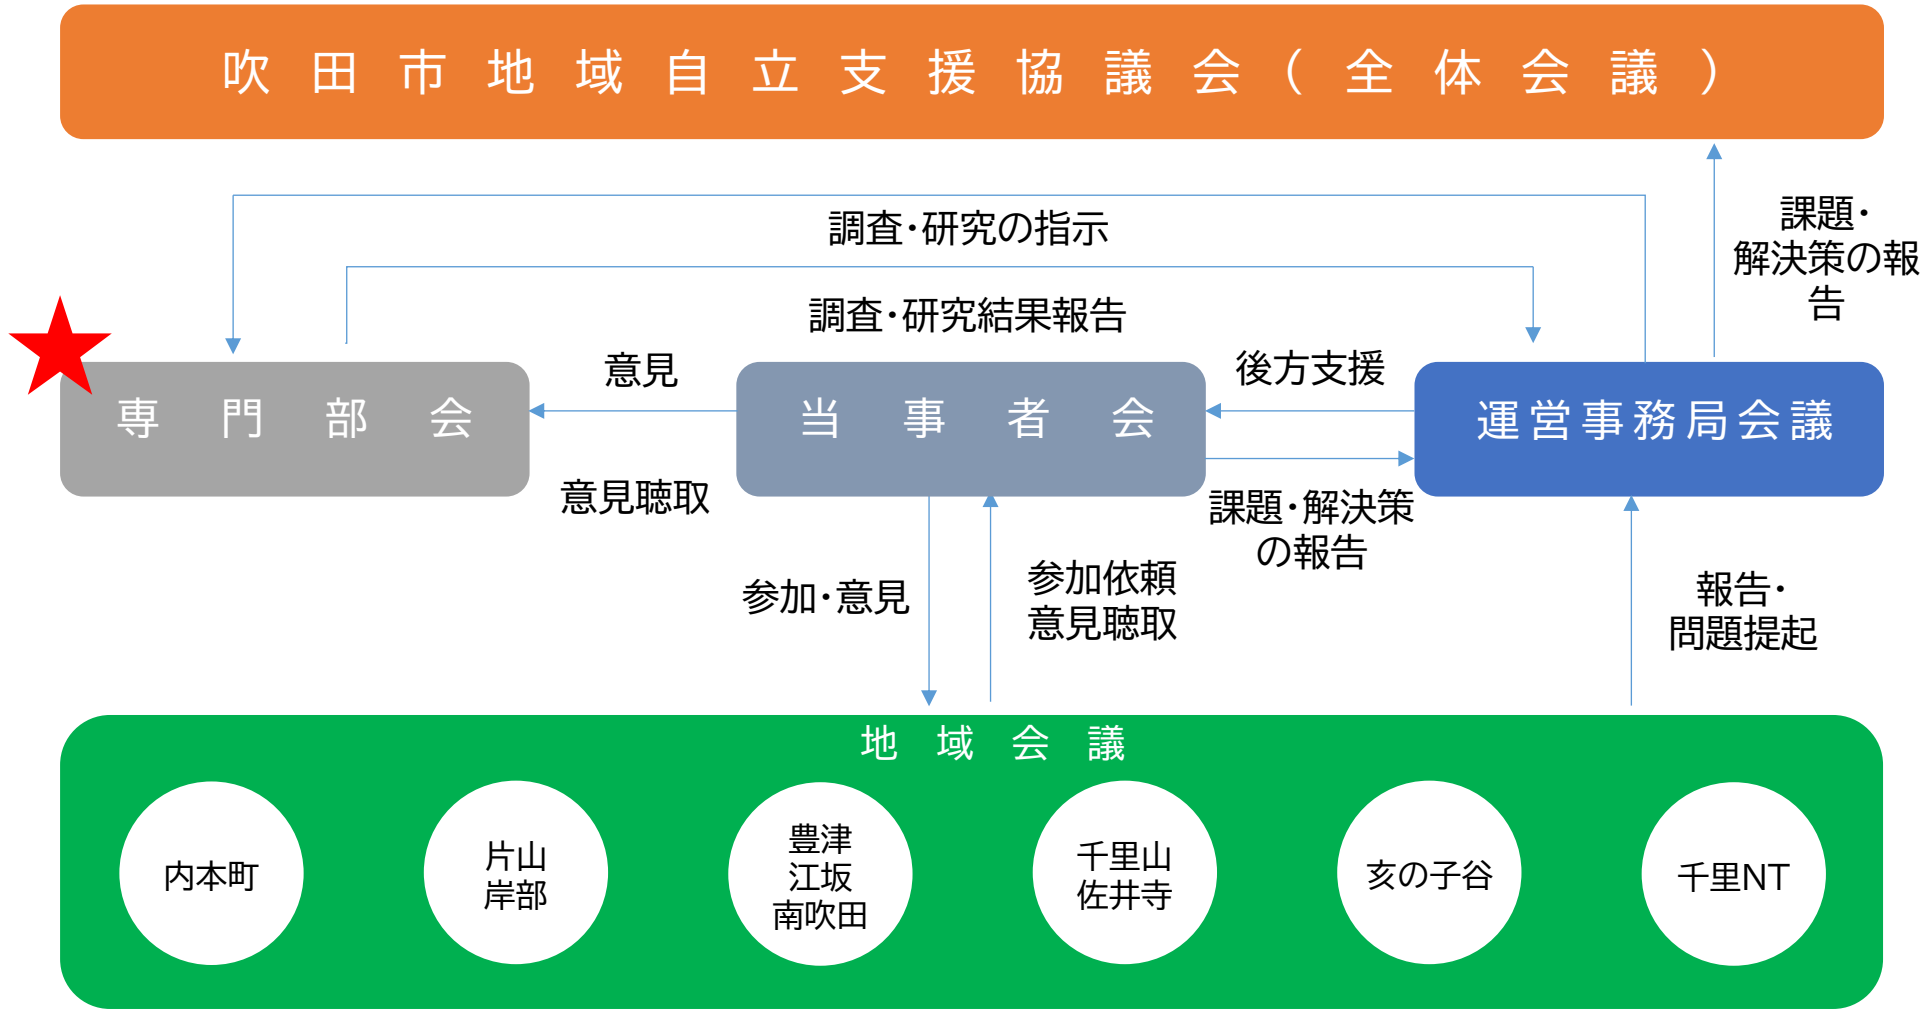 吹田市地域自立支援協議会（全体会議）
課題・
解決策の報
告
調査・研究の指示
調査・研究結果報告
意見
後方支援
専門部会
当事者会
運営事務局会議
意見聴取
課題・解決策
の報告
参加・意見
参加依頼
意見聴取
報告・
問題提起
地域会議
内本町
片山
岸部
豊津
江坂
南吹田
千里山
佐井寺
亥の子谷
千里NT